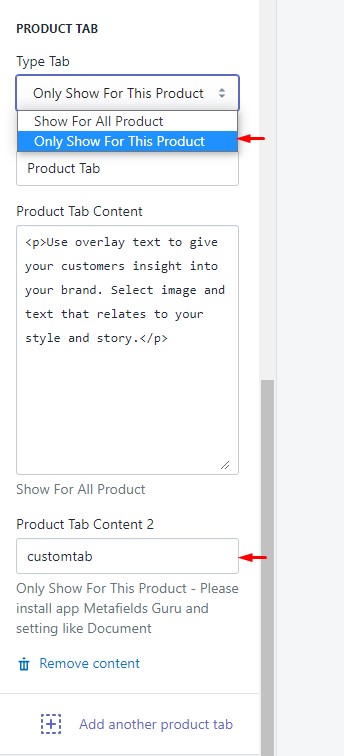 PRODUCT TAB
Type Tab
Only Show For This Product
Show For All Product
Only Show For This Product
Product Tab
Product Tab Content
<p>Use overlay text to give
your customers insight into
your brand. Select image and
text that relates to your
style and story.</p>
Show For All Product
Product Tab Content 2
customtab
Only Show For This Product - Please
install app Metafields Guru and
setting like Document
Remove content
Add another product tab